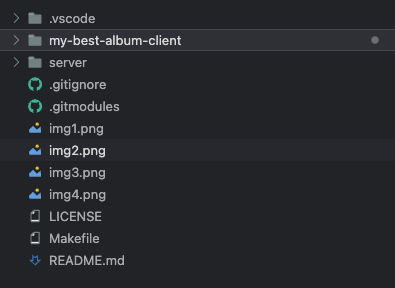 .vscode
my-best-album-client
server
.gitignore
.gitmodules
img1.png
img2.png
img3.png
img4.png
LICENSE
Makefile
README.md